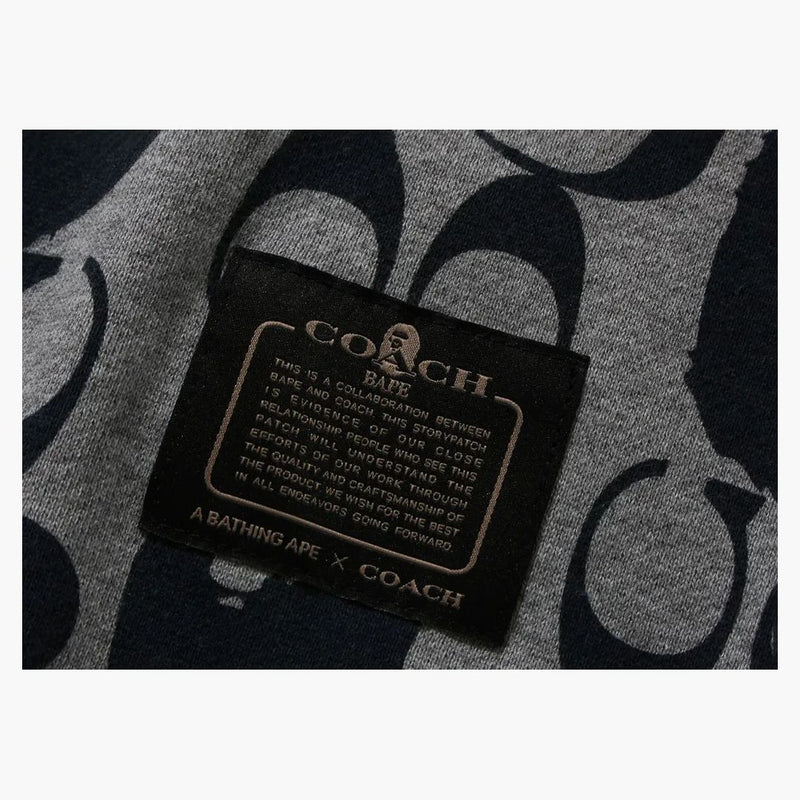 COACH
BAPE
THIS IS A COLLABORATION BETWEEN
BAPE AND COACH. THIS STORYPATCH
IS EVIDENCE OF OUR CLOSE
RELATIONSHIP PEOPLE WHO SEE THIS
PATCH WILL UNDERSTAND THE
EFFORTS OF OUR WORK THROUGH
THE QUALITY AND CRAFTSMANSHIP OF
THE PRODUCT WE WISH FOR THE BEST
IN ALL ENDEAVORS GOING FORWARD.
A BATHING APE × COACH